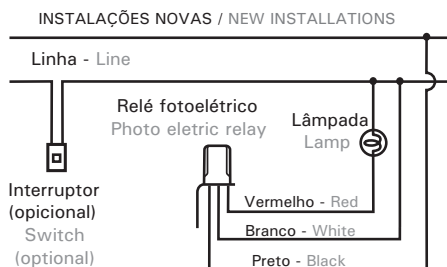 INSTALAÇÕES NOVAS / NEW INSTALLATIONS
Linha - Line
Relé fotoelétrico
Photo eletric relay
Lâmpada
Lamp
Interruptor
(opicional)
Switch
(optional)
Vermelho - Red
Branco - White
Preto - Black